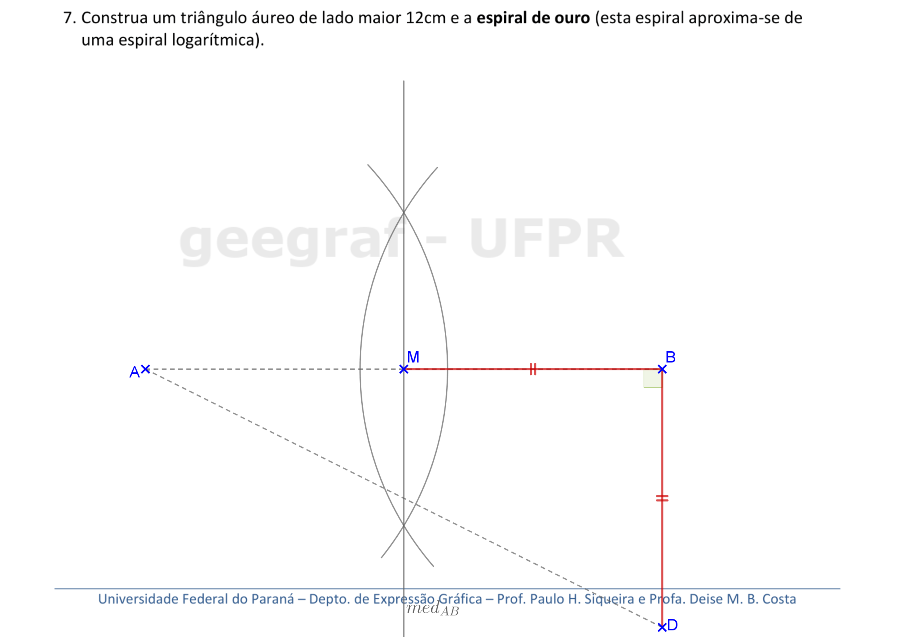 7. Construa um triângulo áureo de lado maior 12cm e a espiral de ouro (esta espiral aproxima-se de
uma espiral logarítmica).
geegraf - UFPR
M
B
A
Universidade Federal do Paraná – Depto. de Expressão Gráfica – Prof. Paulo H. Siqueira e Profa. Deise M. B. Costa
med AB
D